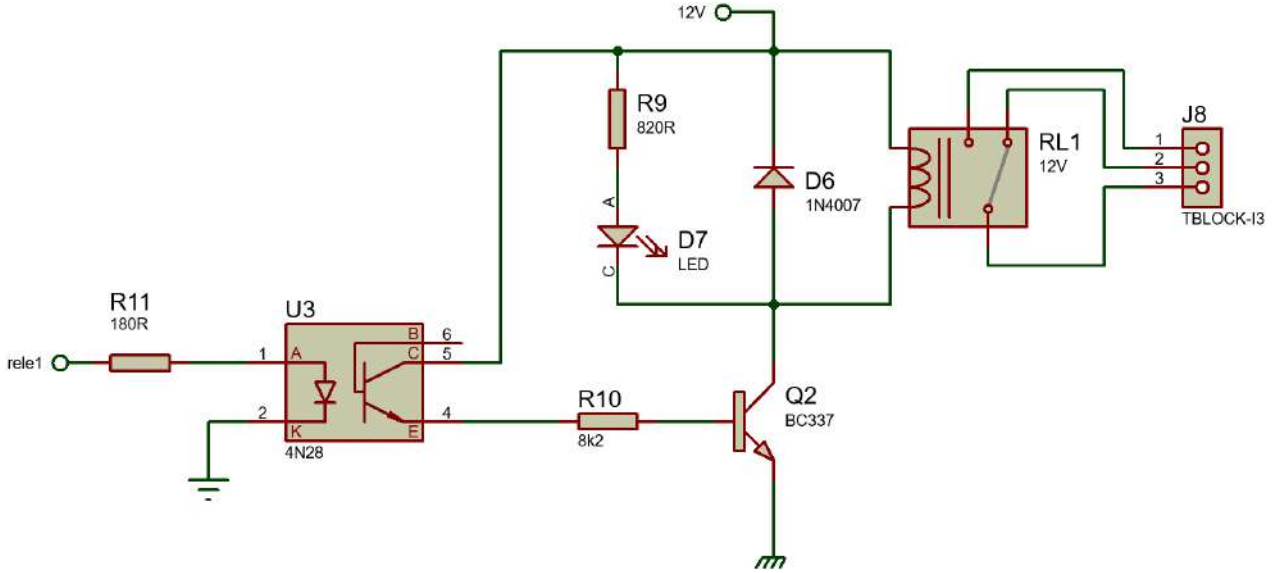 12V
R9
820R
A
D7
LED
C
D6
1N4007
RL1
12V
J8
1
2
3
TBLOCK-I3
R11
180R
rele1
U3
1
A
B
6
C
5
2
K
E
4
4N28
R10
8k2
Q2
BC337